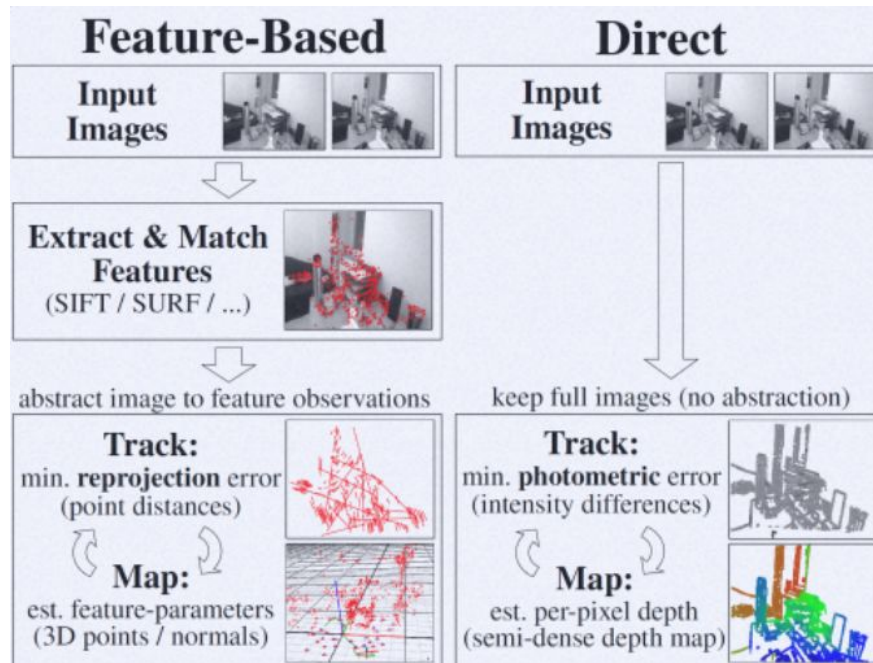 Feature-Based
Input
Images
Extract & Match
Features
(SIFT / SURF / ...)
abstract image to feature observations
Track:
min. reprojection error
(point distances)
Map:
est. feature-parameters
(3D points / normals)
Direct
Input
Images
keep full images (no abstraction)
Track:
min. photometric error
(intensity differences)
Map:
est. per-pixel depth
(semi-dense depth map)